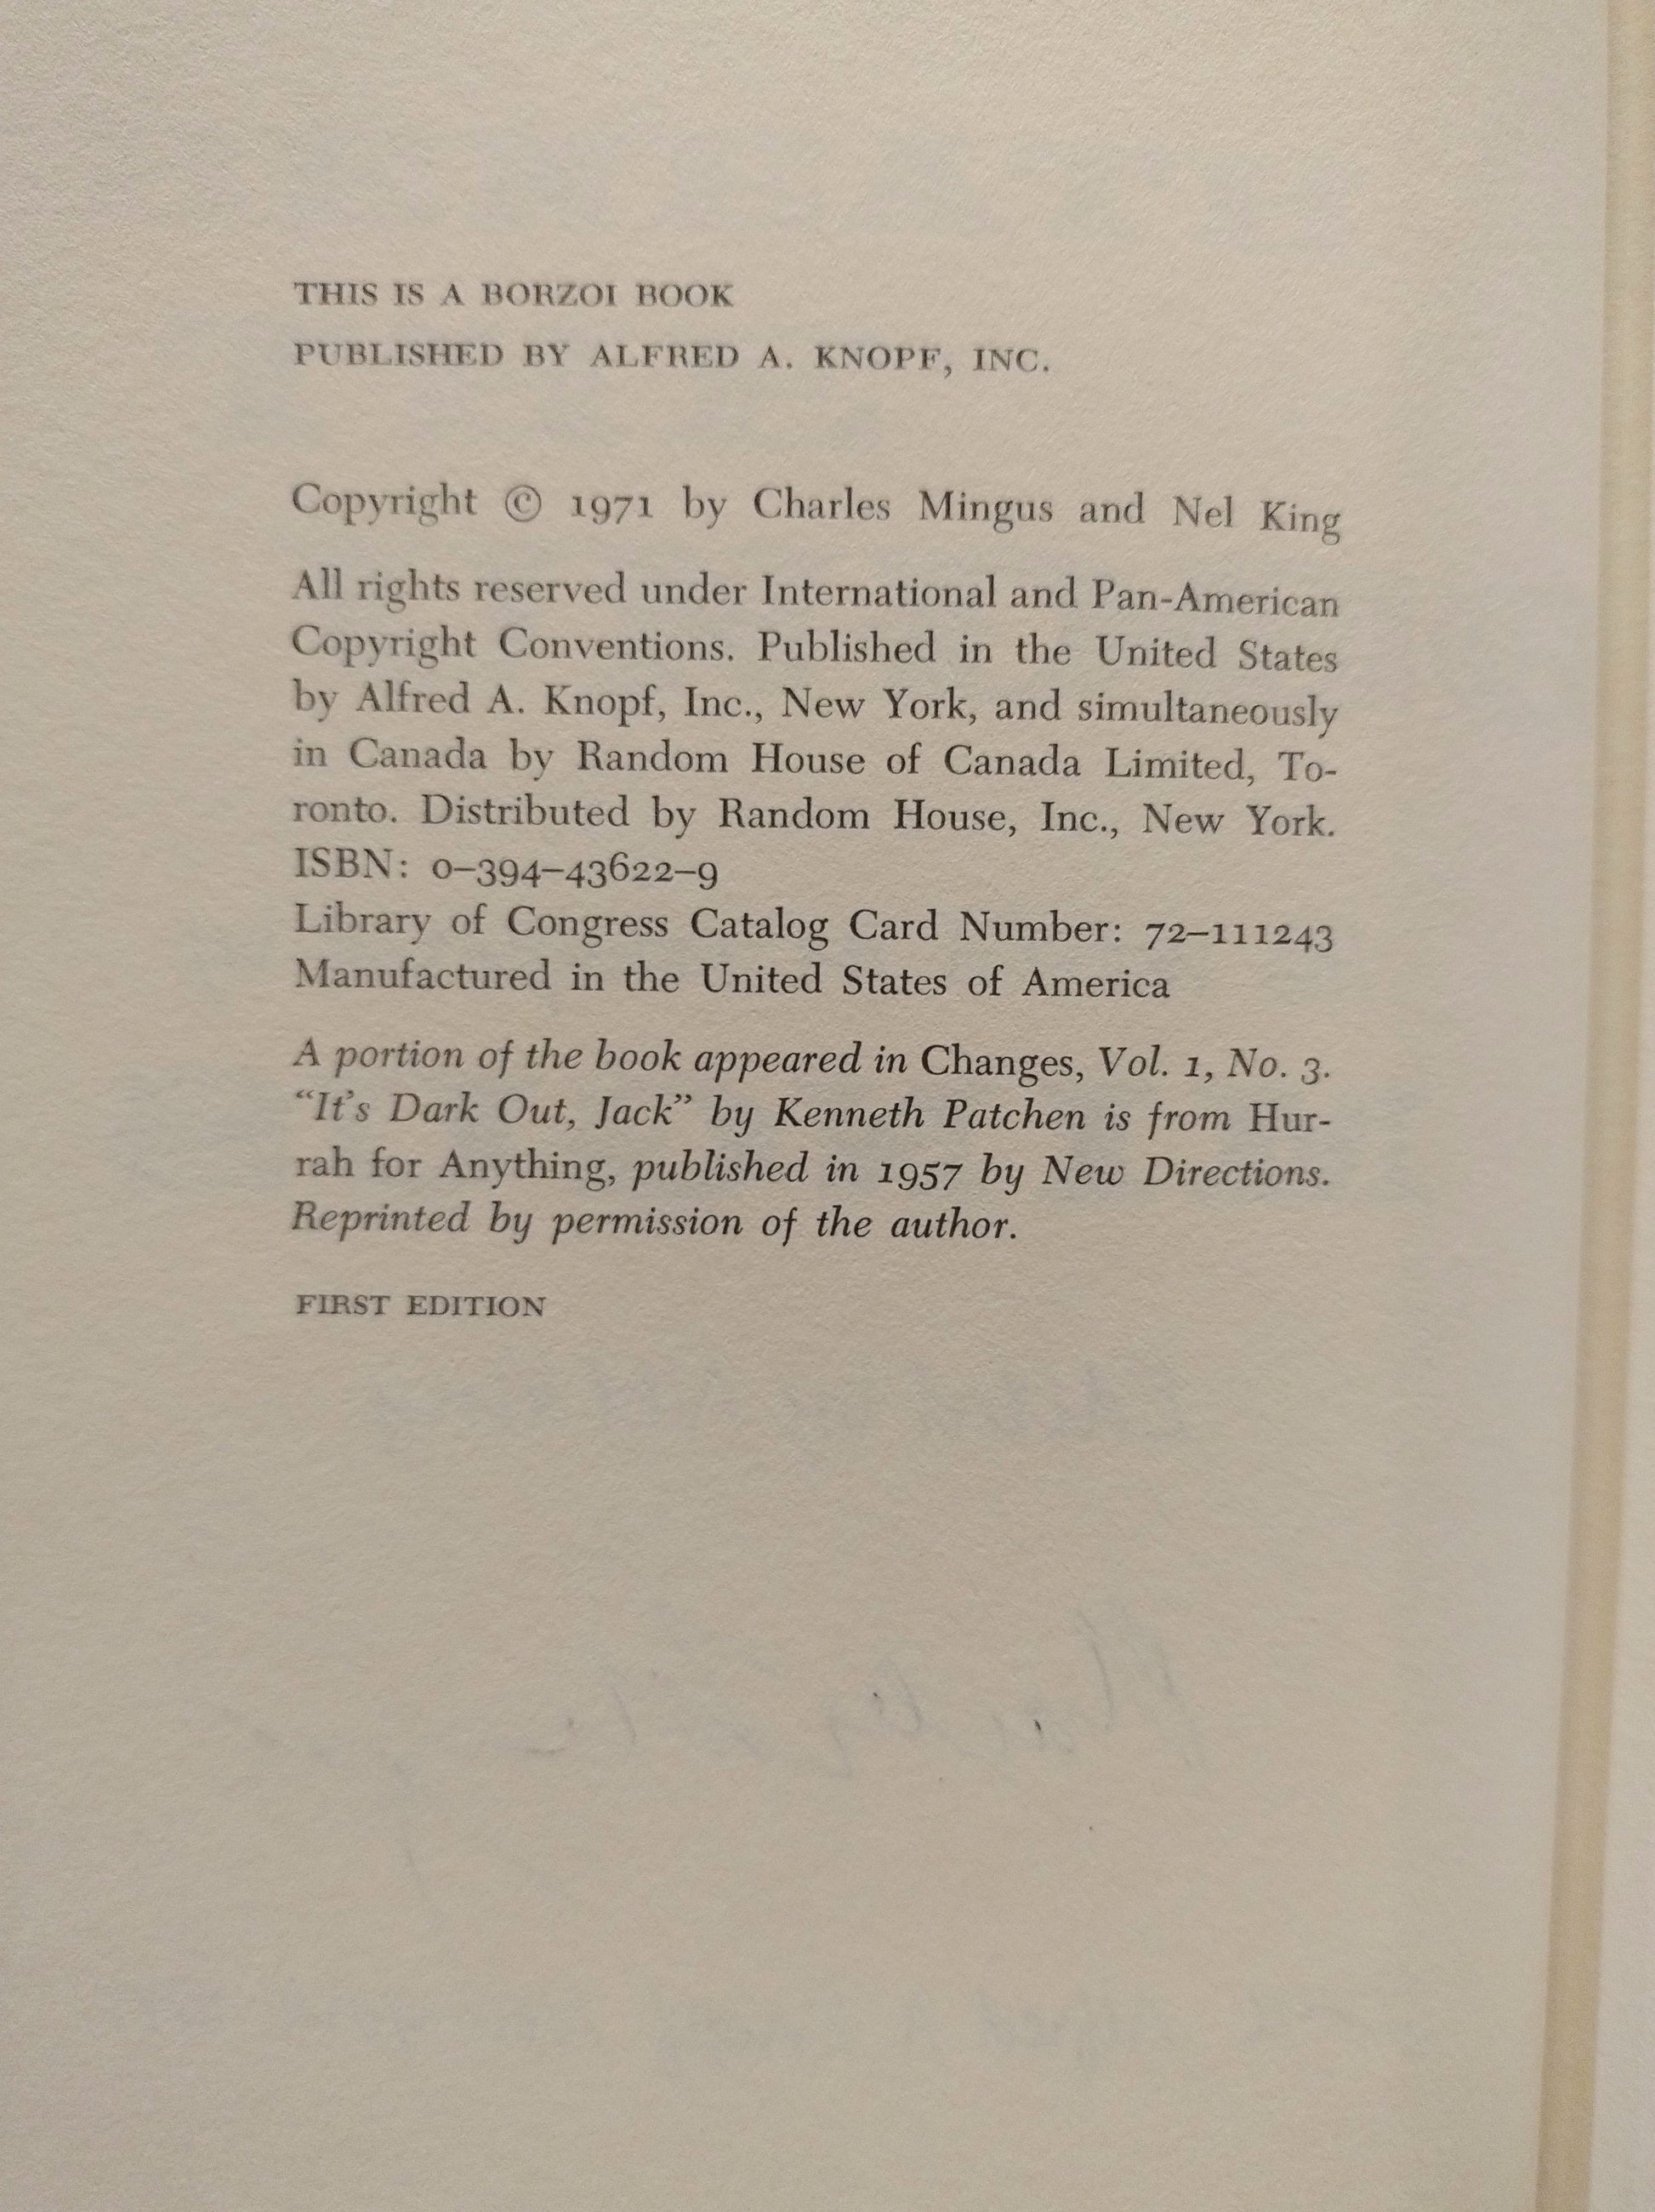 THIS IS A BORZOI BOOK
PUBLISHED BY ALFRED A. KNOPF, INC.
Copyright © 1971 by Charles Mingus and Nel King
All rights reserved under International and Pan-American
Copyright Conventions. Published in the United States
by Alfred A. Knopf, Inc., New York, and simultaneously
in Canada by Random House of Canada Limited, To-
ronto. Distributed by Random House, Inc., New York.
ISBN: 0–394–43622–9
Library of Congress Catalog Card Number: 72–111243
Manufactured in the United States of America
A portion of the book appeared in Changes, Vol. 1, No. 3.
“It’s Dark Out, Jack” by Kenneth Patchen is from Hur-
rah for Anything, published in 1957 by New Directions.
Reprinted by permission of the author.
FIRST EDITION